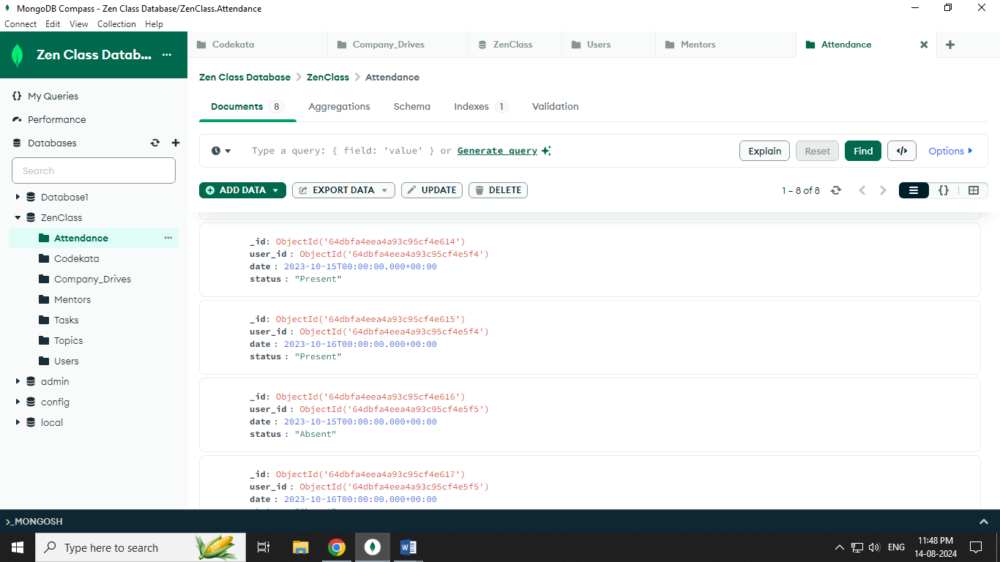 MongoDB Compass - Zen Class Database/ZenClass.Attendance
Connect Edit View Collection Help
Zen Class Datab... ...
Codekata Company_Drives ZenClass Users Mentors Attendance
Zen Class Database > ZenClass > Attendance
My Queries
Performance
Databases
Search
Database1
ZenClass
Attendance ...
Codekata
Company_Drives
Mentors
Tasks
Topics
Users
admin
config
local
Documents 8 Aggregations Schema Indexes 1 Validation
Type a query: { field: 'value' } or Generate query
Explain Reset Find </> Options
ADD DATA EXPORT DATA UPDATE DELETE 1 – 8 of 8 {}
_id: ObjectId('64dbfa4eea4a93c95cf4e614')
user_id: ObjectId('64dbfa4eea4a93c95cf4e5f4')
date: 2023-10-15T00:00:00.000+00:00
status: "Present"
_id: ObjectId('64dbfa4eea4a93c95cf4e615')
user_id: ObjectId('64dbfa4eea4a93c95cf4e5f4')
date: 2023-10-16T00:00:00.000+00:00
status: "Present"
_id: ObjectId('64dbfa4eea4a93c95cf4e616')
user_id: ObjectId('64dbfa4eea4a93c95cf4e5f5')
date: 2023-10-15T00:00:00.000+00:00
status: "Absent"
_id: ObjectId('64dbfa4eea4a93c95cf4e617')
user_id: ObjectId('64dbfa4eea4a93c95cf4e5f5')
date: 2023-10-16T00:00:00.000+00:00
>_MONGOSH
Type here to search
ENG
11:48 PM
14-08-2024